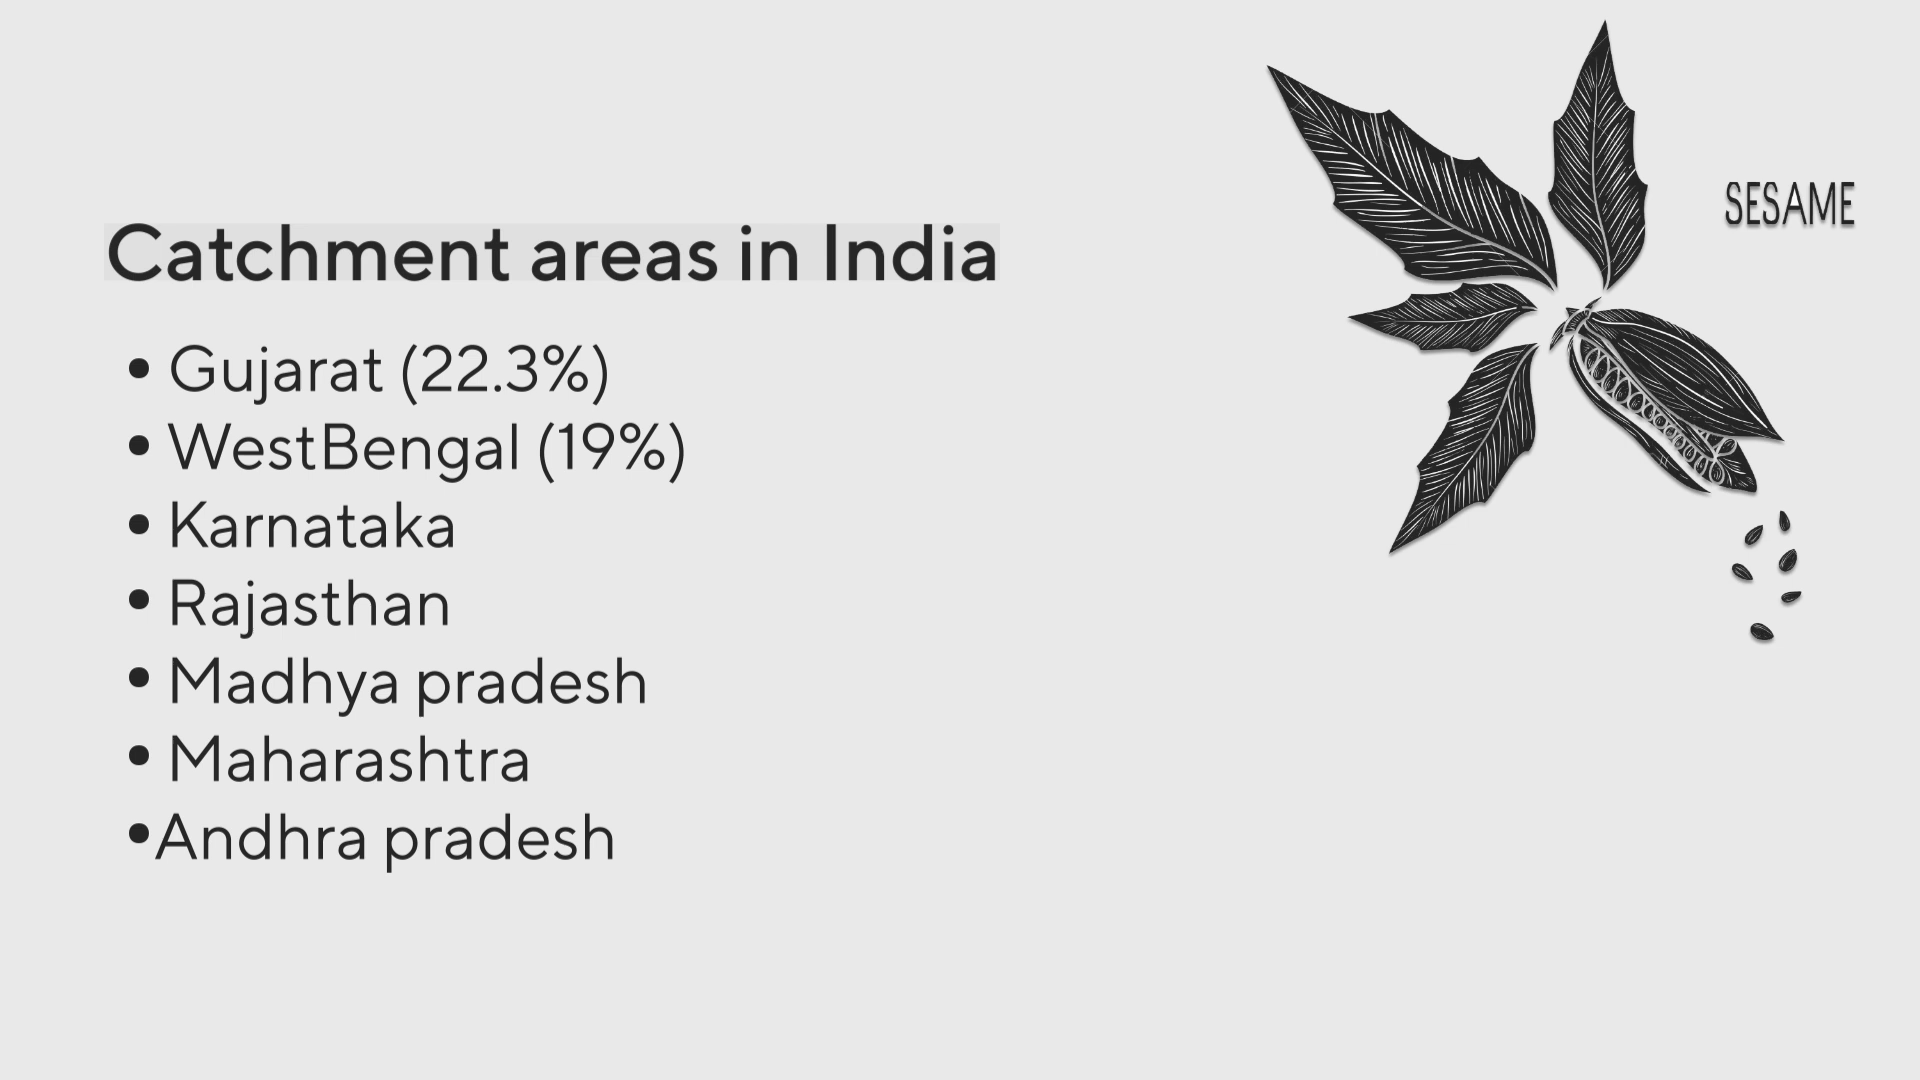 SESAME
Catchment areas in India
• Gujarat (22.3%)
• WestBengal (19%)
• Karnataka
• Rajasthan
• Madhya pradesh
• Maharashtra
•Andhra pradesh